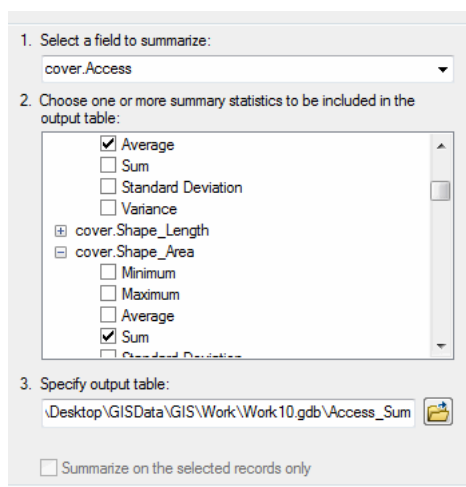 1. Select a field to summarize:
cover.Access
2. Choose one or more summary statistics to be included in the
output table:
Average
Sum
Standard Deviation
Variance
cover.Shape_Length
cover.Shape_Area
Minimum
Maximum
Average
Sum
Standard Deviation
3. Specify output table:
\Desktop\GISData\GIS\Work\Work10.gdb\Access_Sum
Summarize on the selected records only